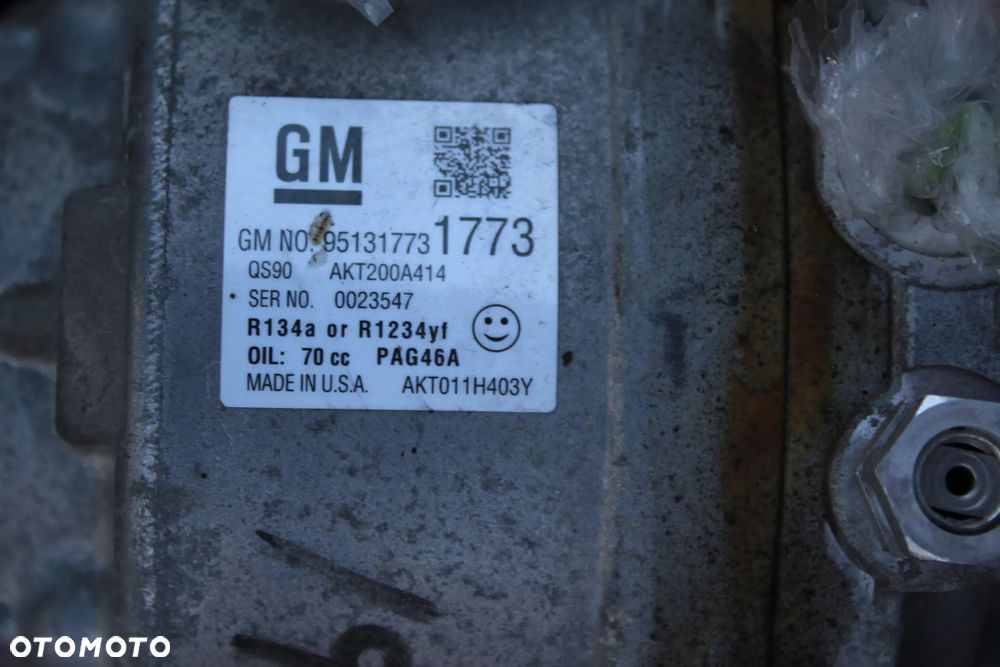 GM
GM NO. 95131773 1773
QS90 AKT200A414
SER NO. 0023547
R134a or R1234yf
OIL: 70 cc PAG46A
MADE IN U.S.A. AKT011H403Y
OTOMOTO